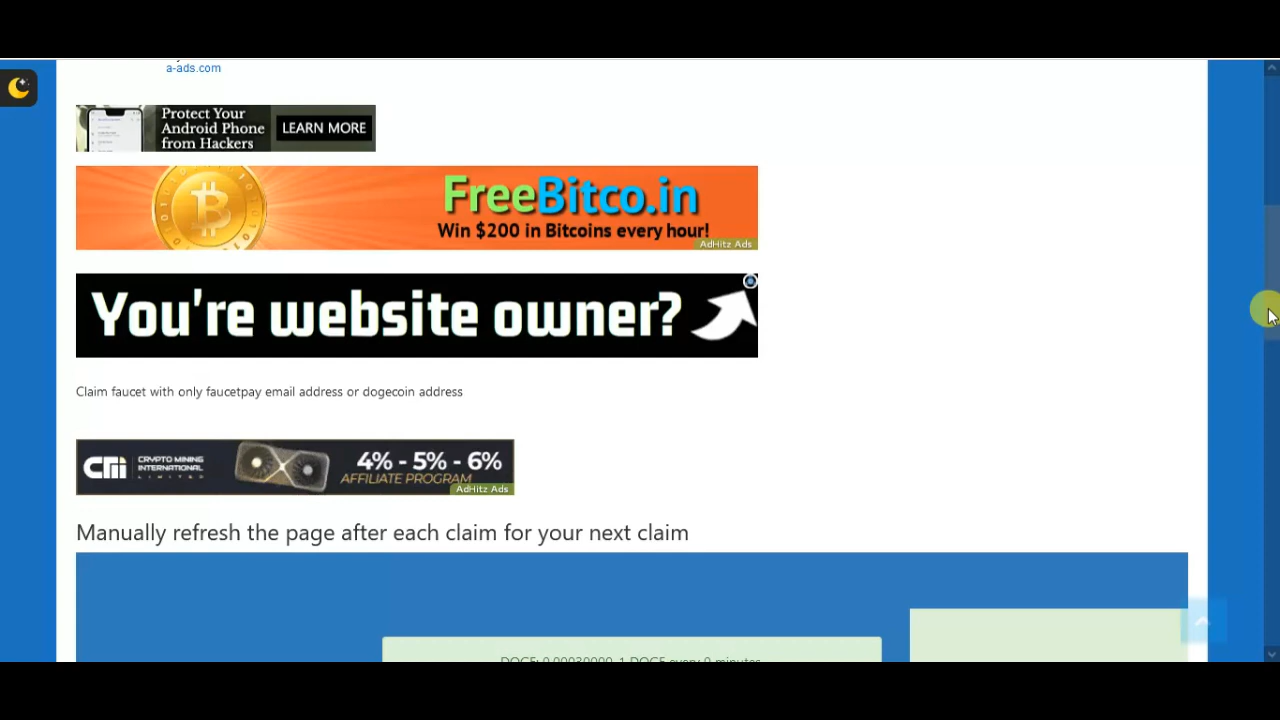 a-ads.com
Protect Your
Android Phone
from Hackers
LEARN MORE
FreeBitco.in
Win $200 in Bitcoins every hour!
AdHitz Ads
You're website owner?
Claim faucet with only faucetpay email address or dogecoin address
CRYPTO MINING
INTERNATIONAL
LIMITED
4% - 5% - 6%
AFFILIATE PROGRAM
AdHitz Ads
Manually refresh the page after each claim for your next claim